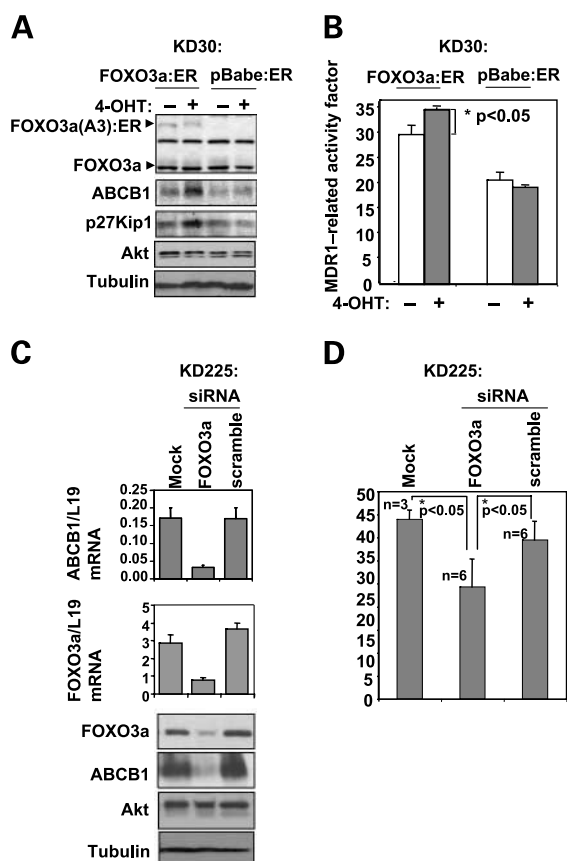 A
KD30:
FOXO3a:ER pBabe:ER
4-OHT: – + – +
FOXO3a(A3):ER
FOXO3a
ABCB1
p27Kip1
Akt
Tubulin
B
KD30:
FOXO3a:ER pBabe:ER
MDR1–related activity factor
35
30
25
20
15
10
5
0
* p<0.05
4-OHT: – + – +
C
KD225:
siRNA
Mock
FOXO3a
scramble
ABCB1/L19
mRNA
0.25
0.20
0.15
0.10
0.05
0.00
FOXO3a/L19
mRNA
4
3
2
1
0
FOXO3a
ABCB1
Akt
Tubulin
D
KD225:
siRNA
Mock
FOXO3a
scramble
45
40
35
30
25
20
15
10
5
0
n=3
*
p<0.05
*
p<0.05
n=6
n=6